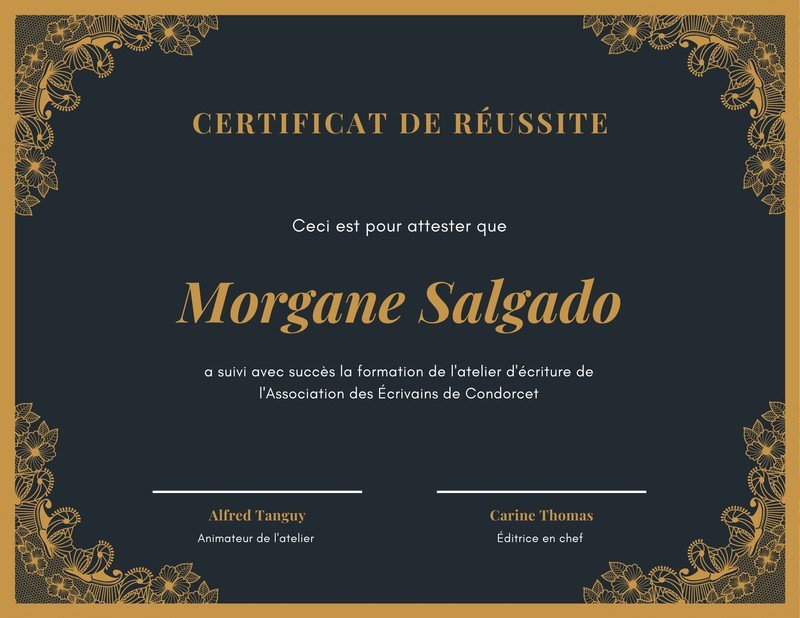 CERTIFICAT DE RÉUSSITE
Ceci est pour attester que
Morgane Salgado
a suivi avec succès la formation de l'atelier d'écriture de
l'Association des Écrivains de Condorcet
Alfred Tanguy
Animateur de l'atelier
Carine Thomas
Éditrice en chef